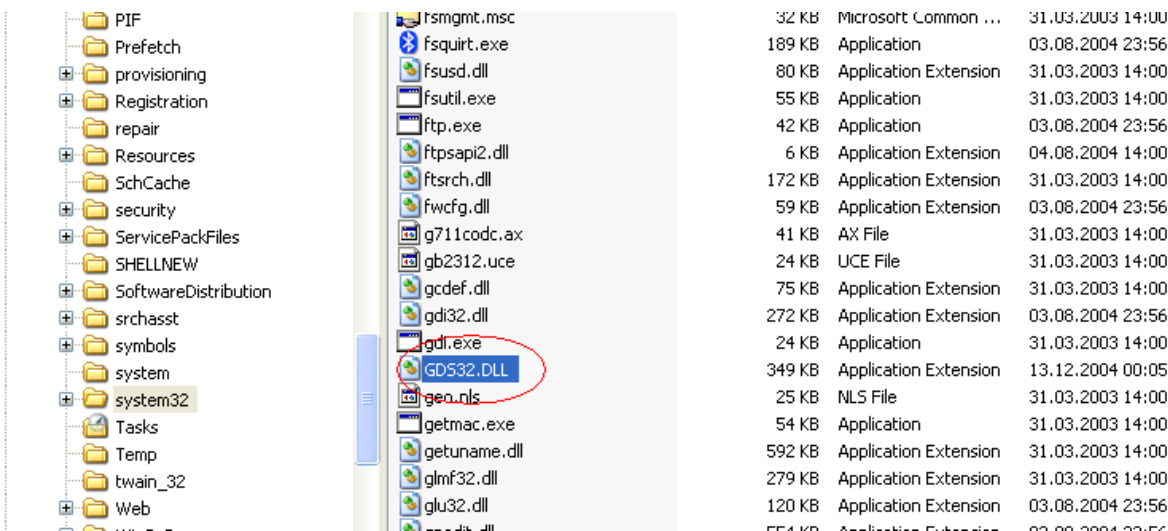 PIF
Prefetch
provisioning
Registration
repair
Resources
SchCache
security
ServicePackFiles
SHELLNEW
SoftwareDistribution
srchasst
symbols
system
system32
Tasks
Temp
twain_32
Web
fsmgmt.msc 32 KB Microsoft Common ... 31.03.2003 14:00
fsquirt.exe 189 KB Application 03.08.2004 23:56
fsusd.dll 80 KB Application Extension 31.03.2003 14:00
fsutil.exe 55 KB Application 31.03.2003 14:00
ftp.exe 42 KB Application 03.08.2004 23:56
ftpsapi2.dll 6 KB Application Extension 04.08.2004 14:00
ftsrch.dll 172 KB Application Extension 31.03.2003 14:00
fwcfg.dll 59 KB Application Extension 03.08.2004 23:56
g711codc.ax 41 KB AX File 31.03.2003 14:00
gb2312.uce 24 KB UCE File 31.03.2003 14:00
gcdef.dll 75 KB Application Extension 31.03.2003 14:00
gdi32.dll 272 KB Application Extension 03.08.2004 23:56
gdi.exe 24 KB Application 31.03.2003 14:00
GDS32.DLL 349 KB Application Extension 13.12.2004 00:05
geo.nls 25 KB NLS File 31.03.2003 14:00
getmac.exe 54 KB Application 31.03.2003 14:00
getuname.dll 592 KB Application Extension 31.03.2003 14:00
glmf32.dll 279 KB Application Extension 31.03.2003 14:00
glu32.dll 120 KB Application Extension 03.08.2004 23:56